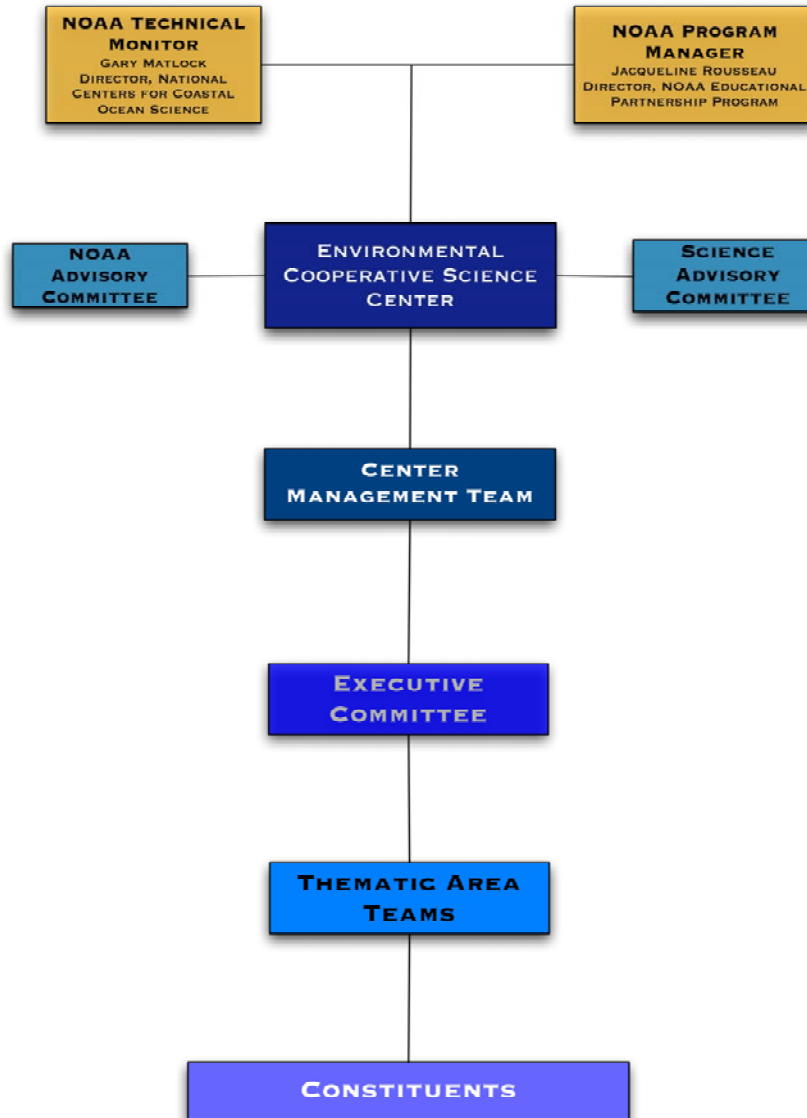 NOAA TECHNICAL
MONITOR
GARY MATLOCK
DIRECTOR, NATIONAL
CENTERS FOR COASTAL
OCEAN SCIENCE
NOAA PROGRAM
MANAGER
JACQUELINE ROUSSEAU
DIRECTOR, NOAA EDUCATIONAL
PARTNERSHIP PROGRAM
NOAA
ADVISORY
COMMITTEE
ENVIRONMENTAL
COOPERATIVE SCIENCE
CENTER
SCIENCE
ADVISORY
COMMITTEE
CENTER
MANAGEMENT TEAM
EXECUTIVE
COMMITTEE
THEMATIC AREA
TEAMS
CONSTITUENTS